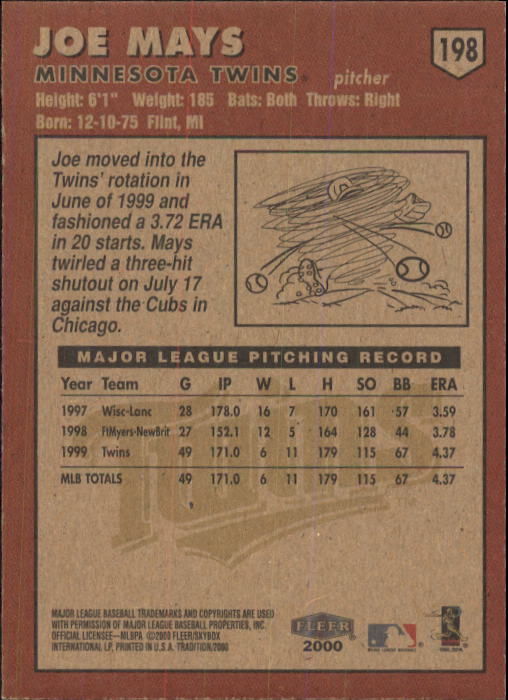 JOE MAYS
198
MINNESOTA TWINS® pitcher
Height: 6'1" Weight: 185 Bats: Both Throws: Right
Born: 12-10-75 Flint, MI
Joe moved into the
Twins' rotation in
June of 1999 and
fashioned a 3.72 ERA
in 20 starts. Mays
twirled a three-hit
shutout on July 17
against the Cubs in
Chicago.
MAJOR LEAGUE PITCHING RECORD
Year Team G IP W L H SO BB ERA
1997 Wisc-Lanc 28 178.0 16 7 170 161 57 3.59
1998 FtMyers-NewBrit 27 152.1 12 5 164 128 44 3.78
1999 Twins 49 171.0 6 11 179 115 67 4.37
MLB TOTALS 49 171.0 6 11 179 115 67 4.37
Twins
MAJOR LEAGUE BASEBALL TRADEMARKS AND COPYRIGHTS ARE USED
WITH PERMISSION OF MAJOR LEAGUE BASEBALL PROPERTIES, INC.
OFFICIAL LICENSEE—MLBPA ©2000 FLEER/SKYBOX
INTERNATIONAL LP, PRINTED IN U.S.A. TRADITION/2000
FLEER
2000